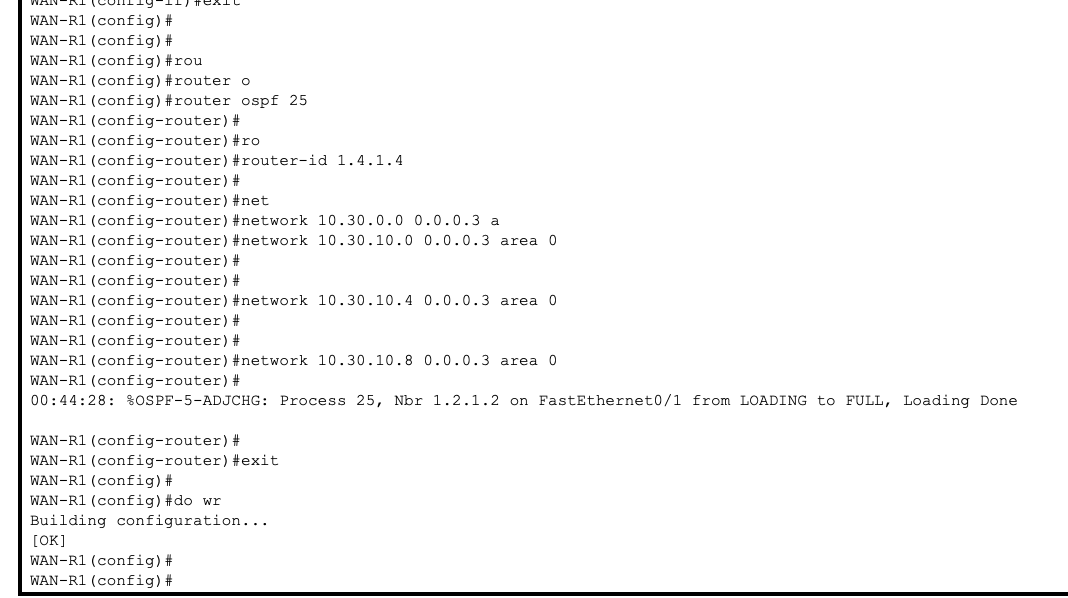 WAN-R1(config-if)#exit
WAN-R1(config)#
WAN-R1(config)#
WAN-R1(config)#rou
WAN-R1(config)#router o
WAN-R1(config)#router ospf 25
WAN-R1(config-router)#
WAN-R1(config-router)#ro
WAN-R1(config-router)#router-id 1.4.1.4
WAN-R1(config-router)#
WAN-R1(config-router)#net
WAN-R1(config-router)#network 10.30.0.0 0.0.0.3 a
WAN-R1(config-router)#network 10.30.10.0 0.0.0.3 area 0
WAN-R1(config-router)#
WAN-R1(config-router)#
WAN-R1(config-router)#network 10.30.10.4 0.0.0.3 area 0
WAN-R1(config-router)#
WAN-R1(config-router)#
WAN-R1(config-router)#network 10.30.10.8 0.0.0.3 area 0
WAN-R1(config-router)#
00:44:28: %OSPF-5-ADJCHG: Process 25, Nbr 1.2.1.2 on FastEthernet0/1 from LOADING to FULL, Loading Done
WAN-R1(config-router)#
WAN-R1(config-router)#exit
WAN-R1(config)#
WAN-R1(config)#do wr
Building configuration...
[OK]
WAN-R1(config)#
WAN-R1(config)#